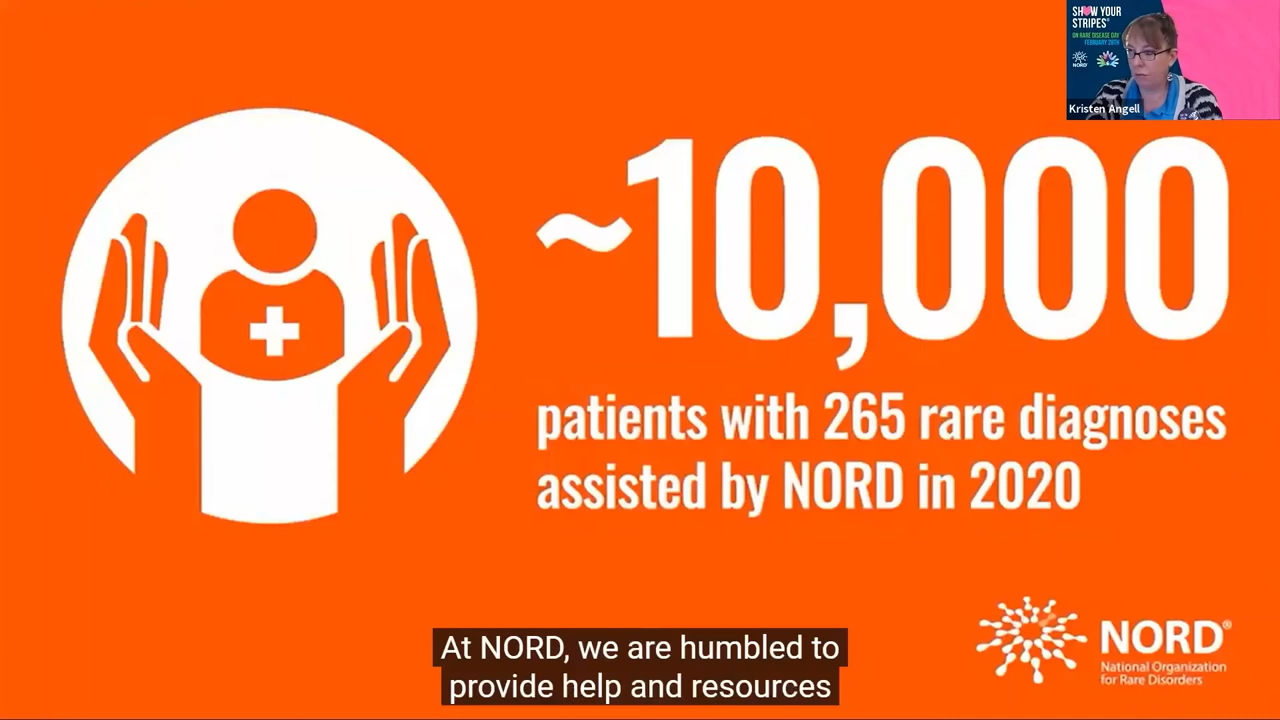 SHOW YOUR
STRIPES®
ON RARE DISEASE DAY
FEBRUARY 28TH
NORD®
Kristen Angell
~10,000
patients with 265 rare diagnoses
assisted by NORD in 2020
NORD®
National Organization
for Rare Disorders
At NORD, we are humbled to
provide help and resources